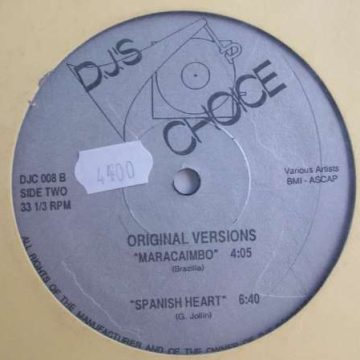 DJ'S
CHOICE
DJC 008 B
SIDE TWO
33 1/3 RPM
4400
Various Artists
BMI - ASCAP
ORIGINAL VERSIONS
"MARACAIMBO" 4:05
(Brazilia)
"SPANISH HEART" 6:40
(G. Jollin)
ALL RIGHTS OF THE MANUFACTURER AND OF THE OWNER OF